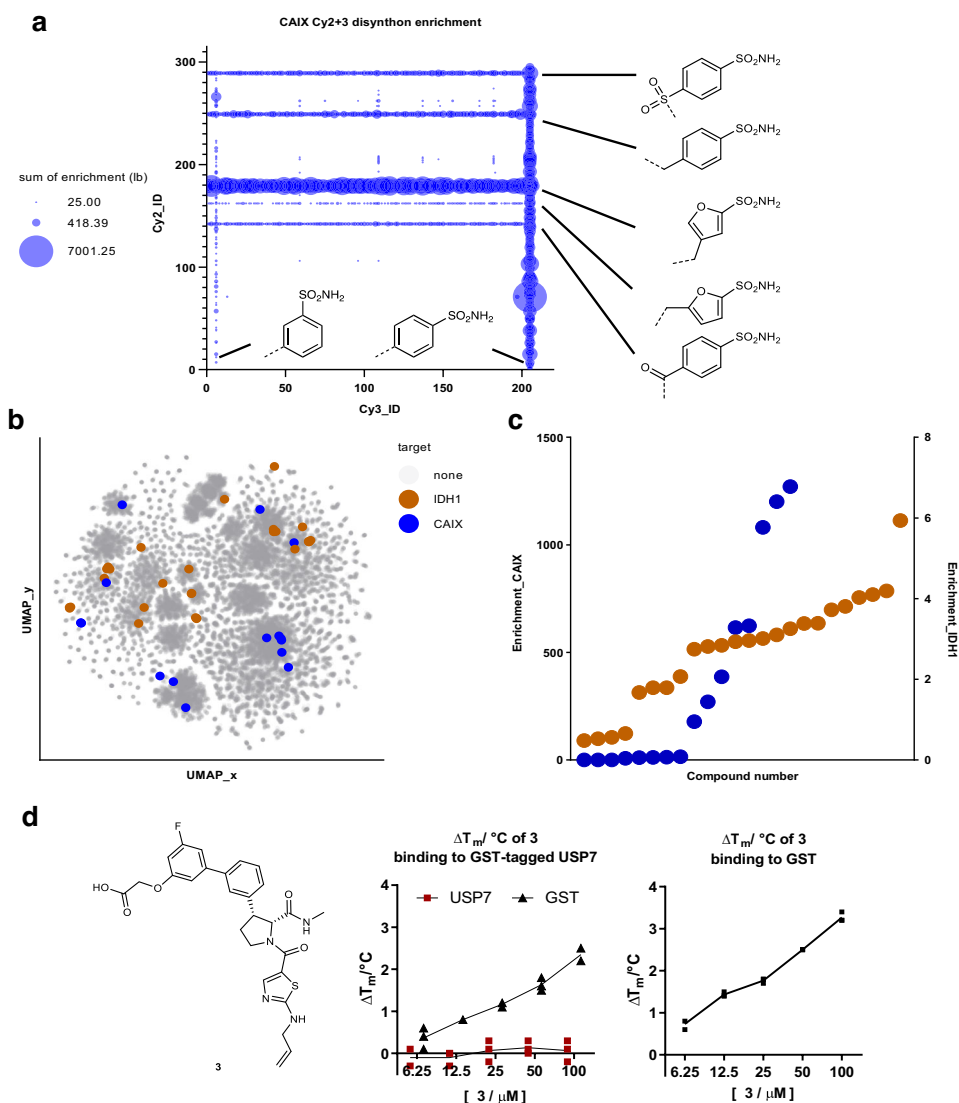 a
CAIX Cy2+3 disynthon enrichment
sum of enrichment (lb)
25.00
418.39
7001.25
Cy2_ID
300
200
100
0
0 50 100 150 200
Cy3_ID
SO2NH2
SO2NH2
O
S
O
SO2NH2
SO2NH2
O
SO2NH2
O
SO2NH2
SO2NH2
O
b
target
none
IDH1
CAIX
UMAP_y
UMAP_x
c
Enrichment_CAIX
1500
1000
500
0
8
6
4
2
0
Enrichment_IDH1
Compound number
d
F
HO
O
O
O
N
H
N
O
S
N
NH
3
ΔTm/ °C of 3
binding to GST-tagged USP7
USP7 GST
ΔTm/°C
4
3
2
1
0
6.25 12.5 25 50 100
[ 3 / μM ]
ΔTm/ °C of 3
binding to GST
ΔTm/°C
4
3
2
1
0
6.25 12.5 25 50 100
[ 3 / μM ]